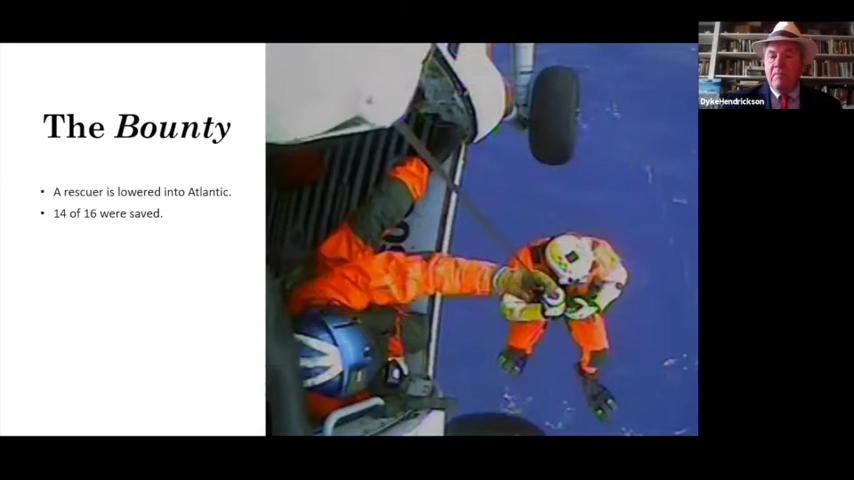 The Bounty
• A rescuer is lowered into Atlantic.
• 14 of 16 were saved.
DykeHendrickson